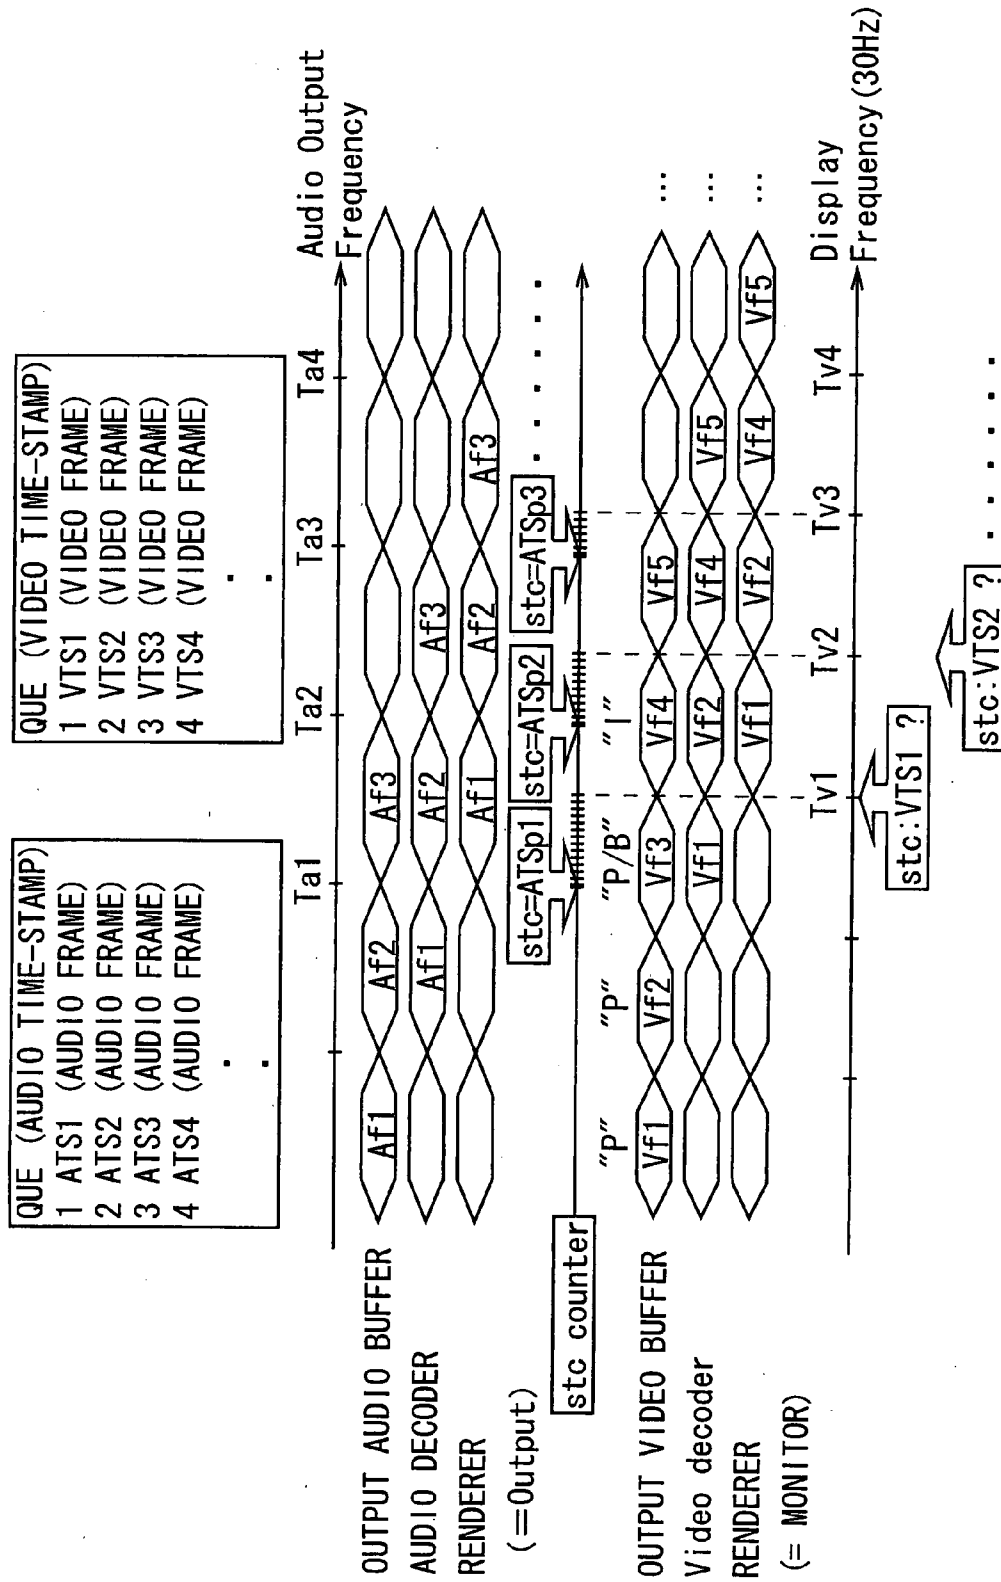 QUE (AUDIO TIME-STAMP)
1 ATS1 (AUDIO FRAME)
2 ATS2 (AUDIO FRAME)
3 ATS3 (AUDIO FRAME)
4 ATS4 (AUDIO FRAME)
QUE (VIDEO TIME-STAMP)
1 VTS1 (VIDEO FRAME)
2 VTS2 (VIDEO FRAME)
3 VTS3 (VIDEO FRAME)
4 VTS4 (VIDEO FRAME)
Ta1 Ta2 Ta3 Ta4
Audio Output
Frequency
OUTPUT AUDIO BUFFER Af1 Af2 Af3
AUDIO DECODER Af1 Af2 Af3
RENDERER Af1 Af2 Af3
(=Output)
stc=ATSp1 stc=ATSp2 stc=ATSp3
stc counter
"P" "P" "P/B" "I"
OUTPUT VIDEO BUFFER Vf1 Vf2 Vf3 Vf4 Vf5 ...
Video decoder Vf1 Vf2 Vf4 Vf5 ...
RENDERER Vf1 Vf2 Vf4 Vf5 ...
(= MONITOR)
Tv1 Tv2 Tv3 Tv4
Display
Frequency(30Hz)
stc:VTS1 ?
stc:VTS2 ?